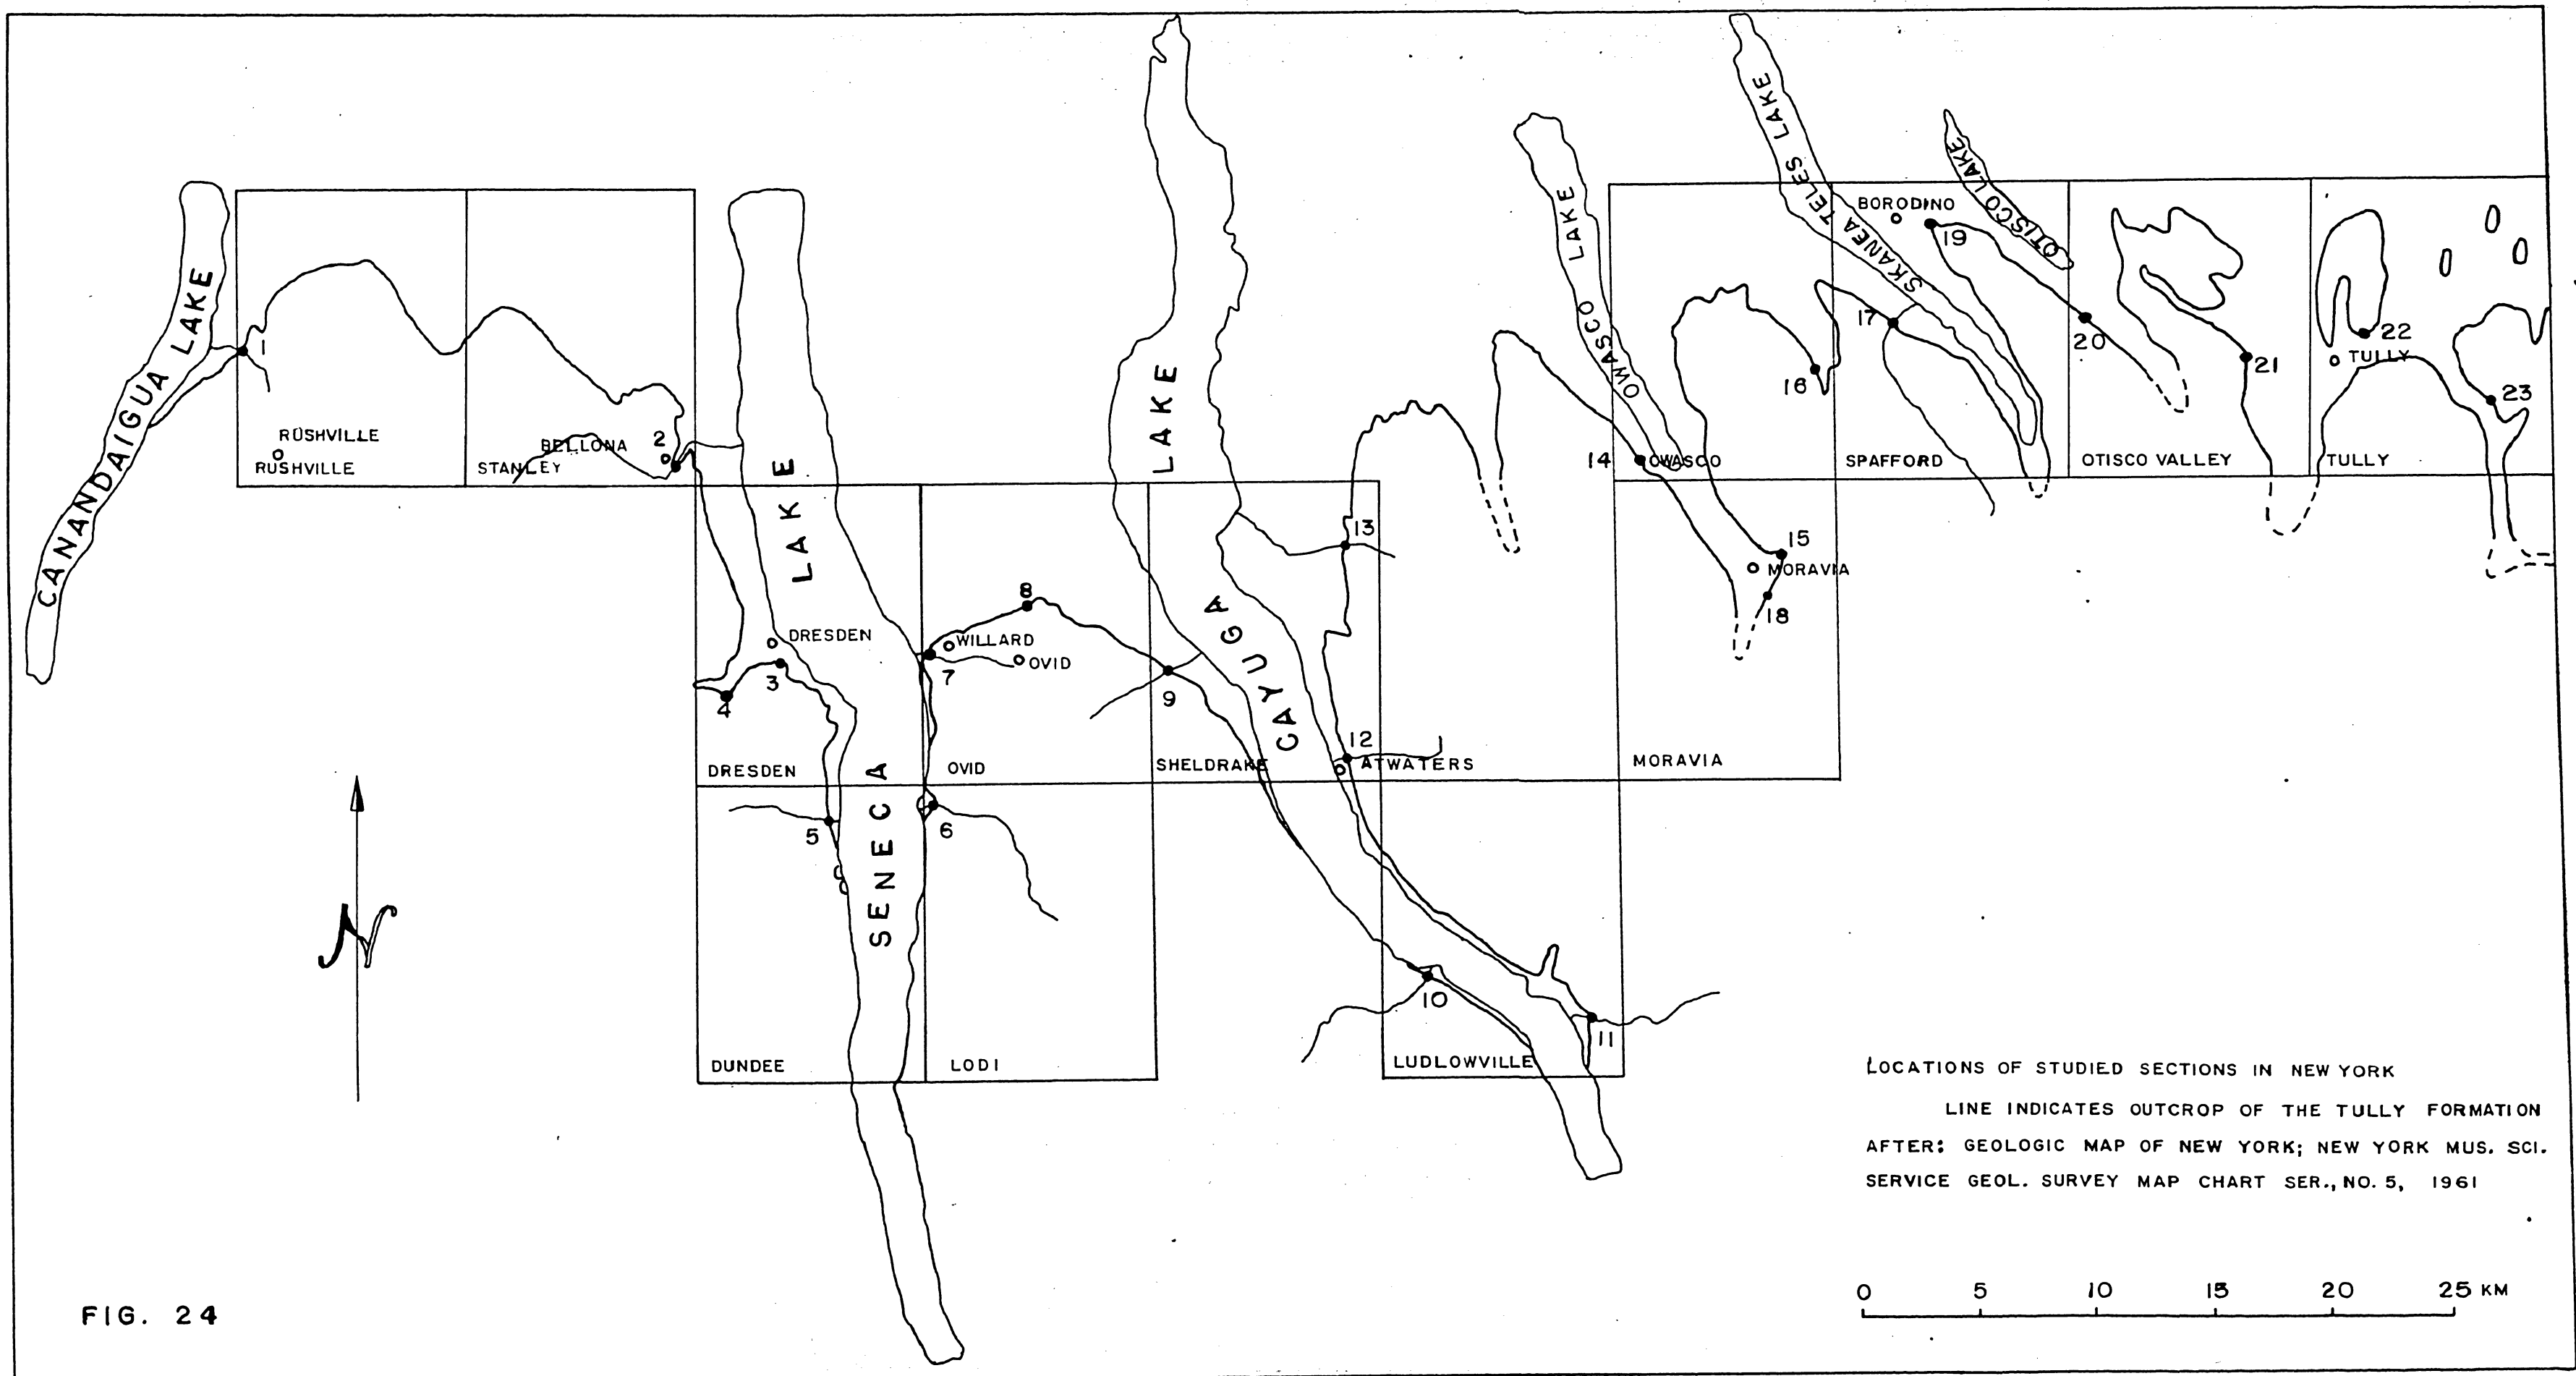 CANANDAIGUA LAKE
1
RUSHVILLE
RUSHVILLE
BELLONA
2
STANLEY
SENECA LAKE
DRESDEN
3
4
DRESDEN
5
DUNDEE
6
LODI
WILLARD
OVID
7
8
OVID
9
CAYUGA LAKE
SHELDRAKE
10
LUDLOWVILLE
11
12
ATWATERS
13
OWASCO LAKE
14
OWASCO
15
MORAVIA
18
MORAVIA
16
SKANEATELES LAKE
17
BORODINO
19
SPAFFORD
OTISCO LAKE
OTISCO
20
OTISCO VALLEY
21
22
TULLY
23
TULLY
N
LOCATIONS OF STUDIED SECTIONS IN NEW YORK
LINE INDICATES OUTCROP OF THE TULLY FORMATION
AFTER: GEOLOGIC MAP OF NEW YORK; NEW YORK MUS. SCI.
SERVICE GEOL. SURVEY MAP CHART SER., NO. 5, 1961
0 5 10 15 20 25 KM
FIG. 24